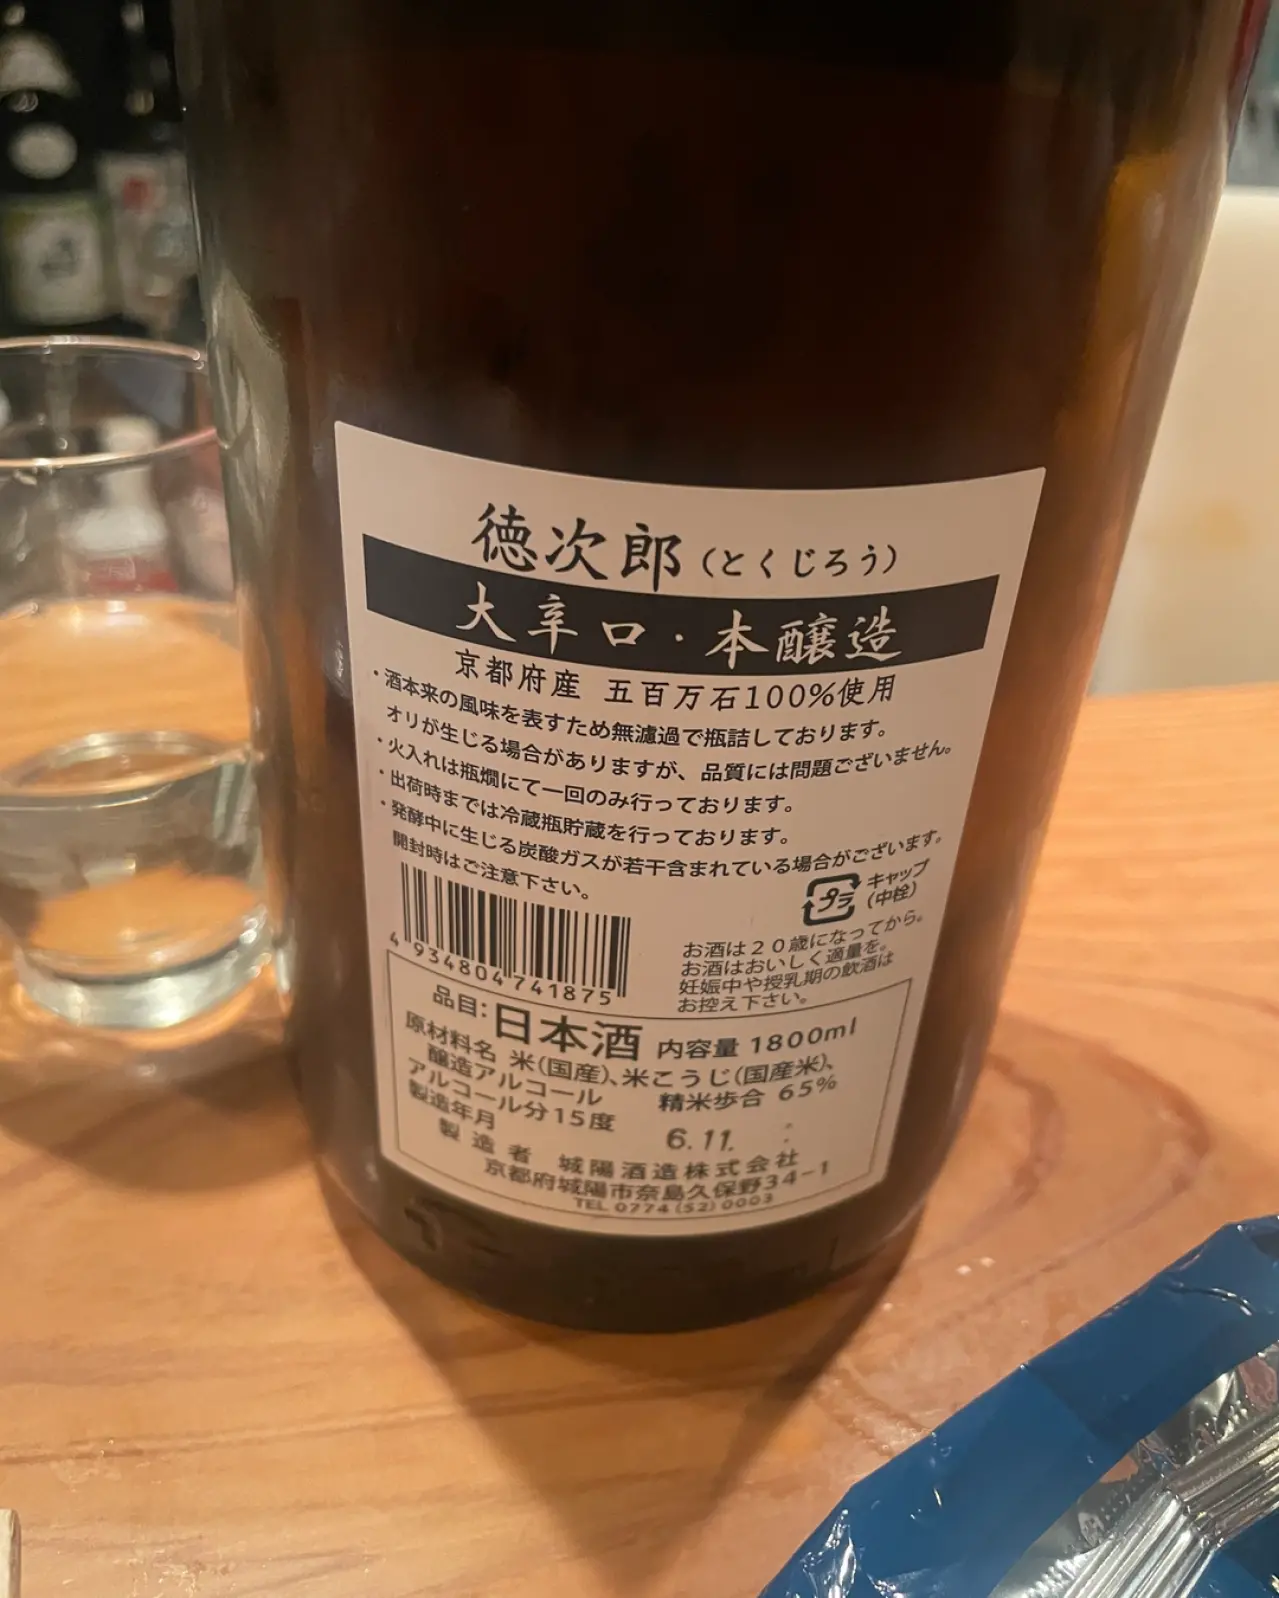 徳次郎(とくじろう)
大辛口・本醸造
京都府産 五百万石100%使用
・酒本来の風味を表すため無濾過で瓶詰しております。
オリが生じる場合がありますが、品質には問題ございません。
・火入れは瓶燗にて一回のみ行っております。
・出荷時までは冷蔵瓶貯蔵を行っております。
・発酵中に生じる炭酸ガスが若干含まれている場合がございます。
開封時はご注意下さい。
プラ
キャップ
(中栓)
4 934804 741875
お酒は20歳になってから。
お酒はおいしく適量を。
妊娠中や授乳期の飲酒は
お控え下さい。
品目:日本酒 内容量 1800ml
原材料名 米(国産)、米こうじ(国産米)、
醸造アルコール 精米歩合 65%
アルコール分15度
製造年月 6.11.
製造者 城陽酒造株式会社
京都府城陽市奈島久保野34-1
TEL 0774(52)0003